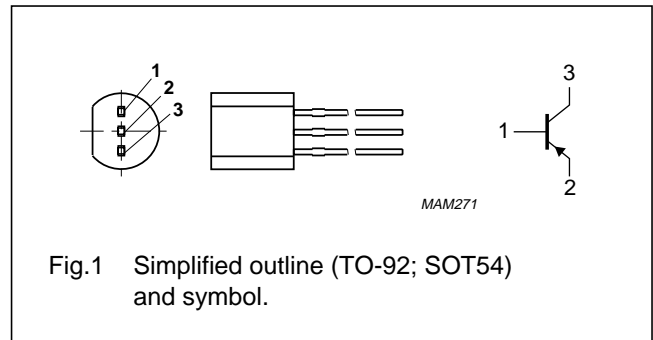 1
2
3
3
1
2
MAM271
Fig.1 Simplified outline (TO-92; SOT54)
and symbol.